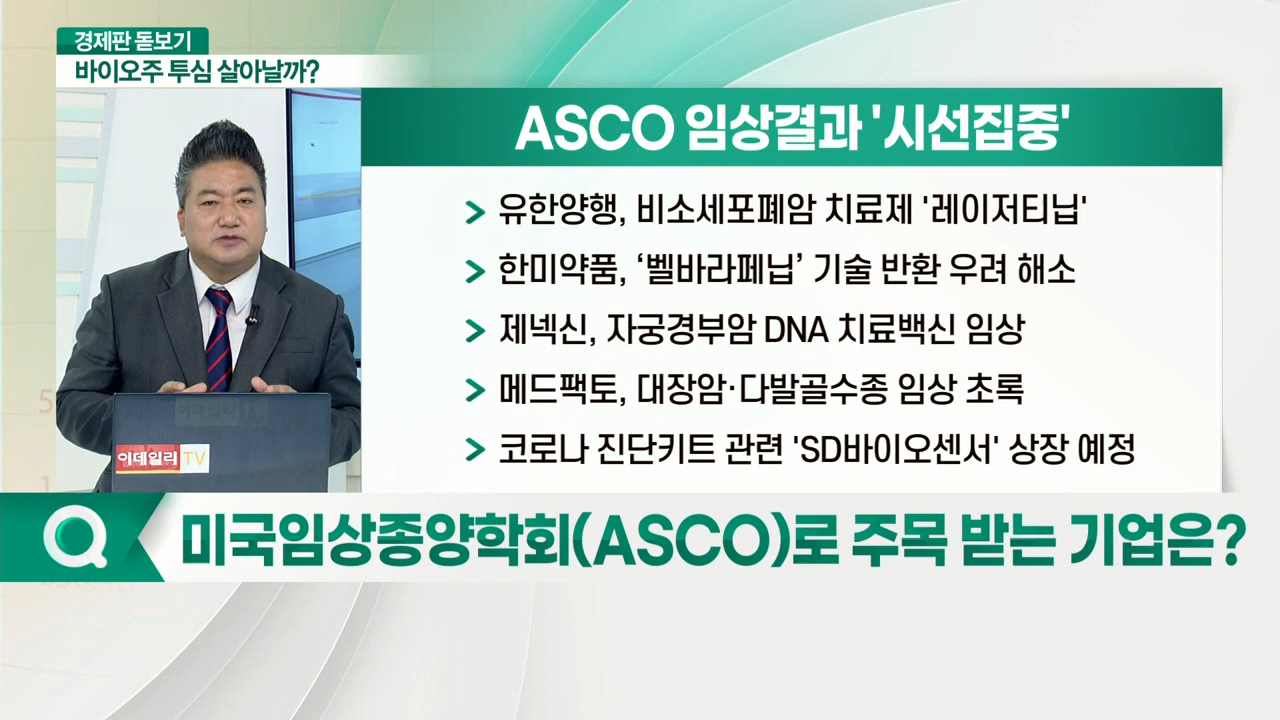 경제판 돋보기
바이오주 투심 살아날까?
ASCO 임상결과 '시선집중'
> 유한양행, 비소세포폐암 치료제 '레이저티닙'
> 한미약품, ‘벨바라페닙’ 기술 반환 우려 해소
> 제넥신, 자궁경부암 DNA 치료백신 임상
> 메드팩토, 대장암·다발골수종 임상 초록
> 코로나 진단키트 관련 'SD바이오센서' 상장 예정
이데일리 TV
이데일리 TV
Q 미국임상종양학회(ASCO)로 주목 받는 기업은?